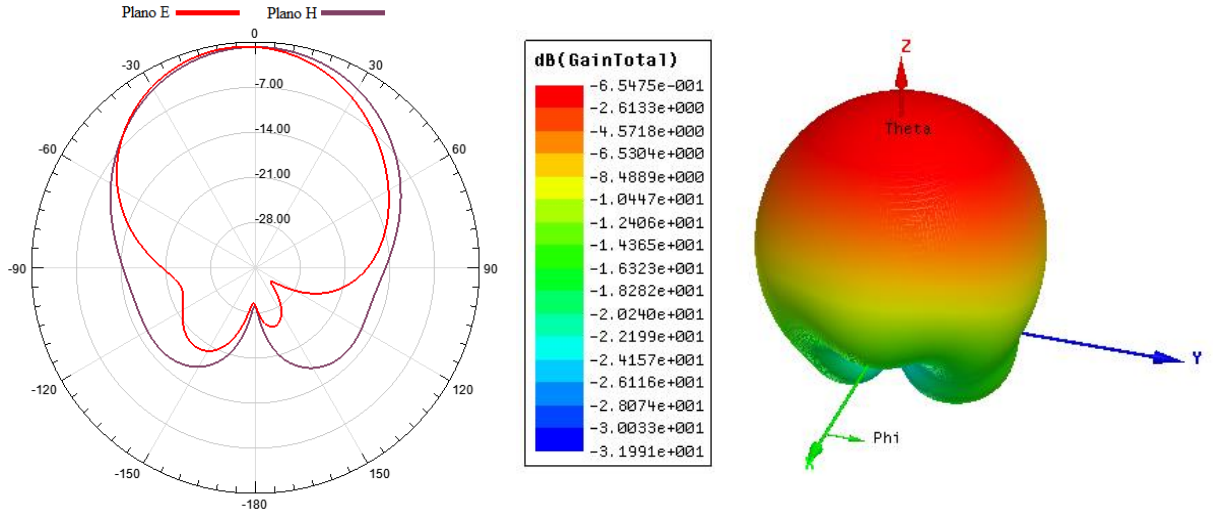 Plano E Plano H
0
-30 30
-7.00
-14.00
-60 60
-21.00
-28.00
-90 90
-120 120
-150 150
-180
dB(GainTotal)
-6.5475e-001
-2.6133e+000
-4.5718e+000
-6.5304e+000
-8.4889e+000
-1.0447e+001
-1.2406e+001
-1.4365e+001
-1.6323e+001
-1.8282e+001
-2.0240e+001
-2.2199e+001
-2.4157e+001
-2.6116e+001
-2.8074e+001
-3.0033e+001
-3.1991e+001
Z
Theta
Y
Phi
X